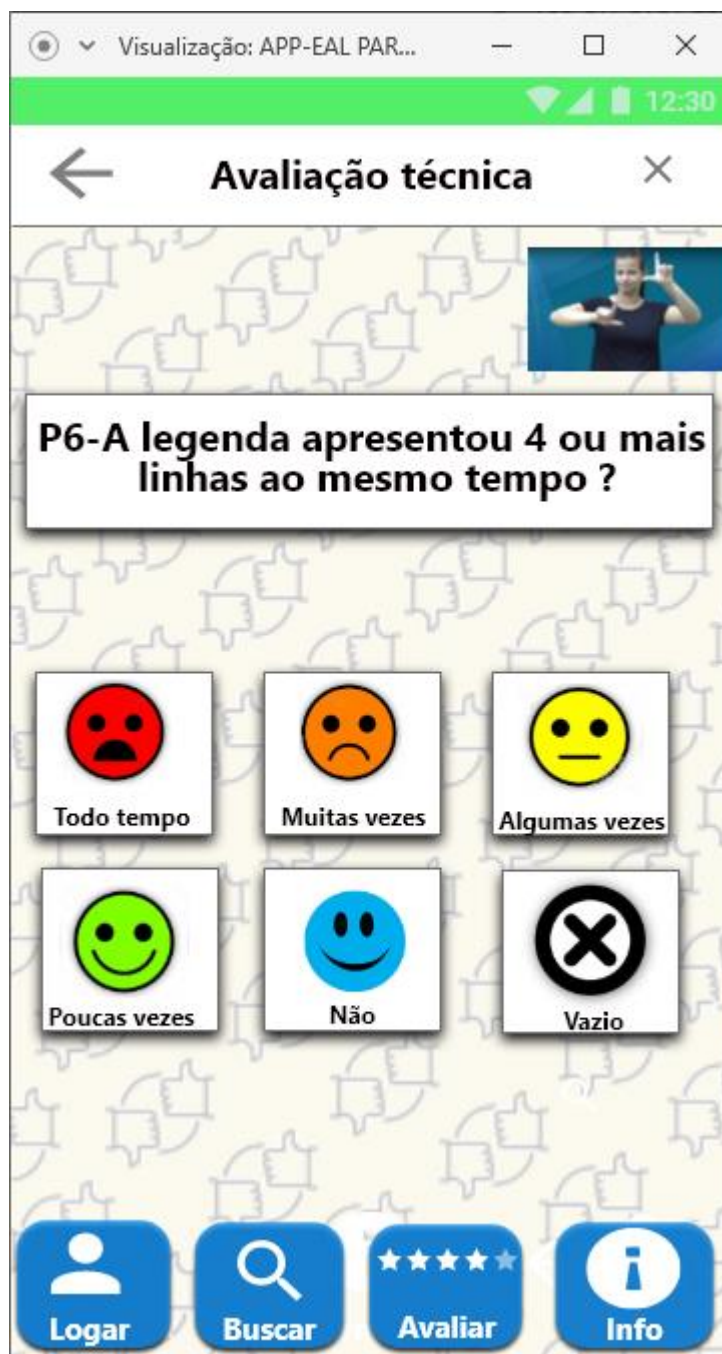 Visualização: APP-EAL PAR...
12:30
Avaliação técnica
P6-A legenda apresentou 4 ou mais
linhas ao mesmo tempo ?
Todo tempo
Muitas vezes
Algumas vezes
Poucas vezes
Não
Vazio
Logar
Buscar
Avaliar
Info